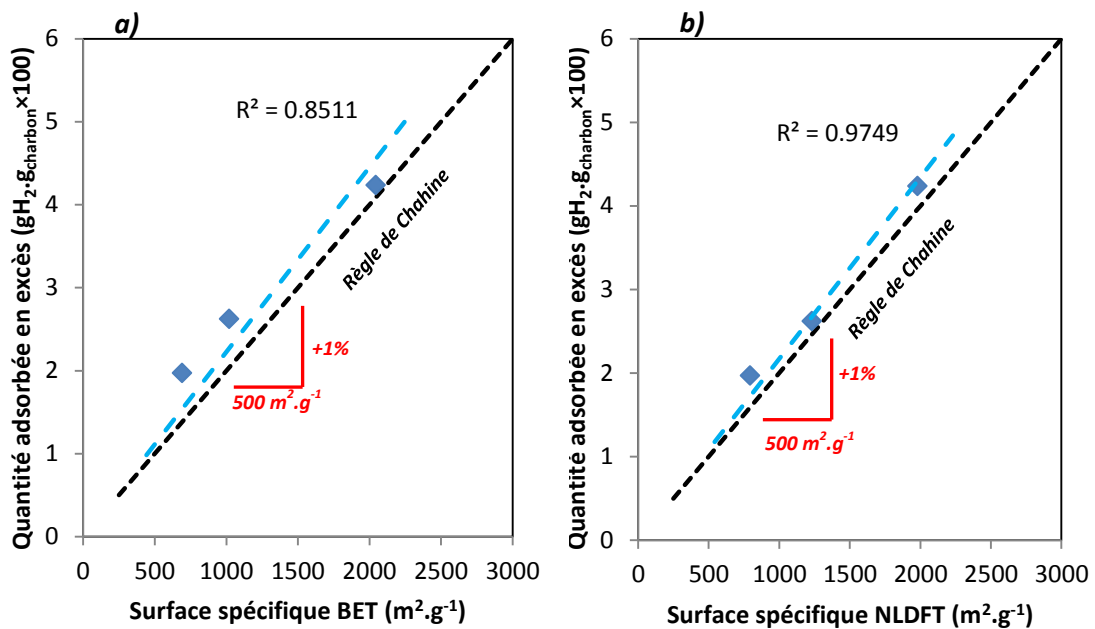 a)
Quantité adsorbée en excès (gH₂.g_charbon×100)
6
5
4
3
2
1
0
R² = 0.8511
Règle de Chahine
+1%
500 m².g⁻¹
0 500 1000 1500 2000 2500 3000
Surface spécifique BET (m².g⁻¹)
b)
Quantité adsorbée en excès (gH₂.g_charbon×100)
6
5
4
3
2
1
0
R² = 0.9749
Règle de Chahine
+1%
500 m².g⁻¹
0 500 1000 1500 2000 2500 3000
Surface spécifique NLDFT (m².g⁻¹)